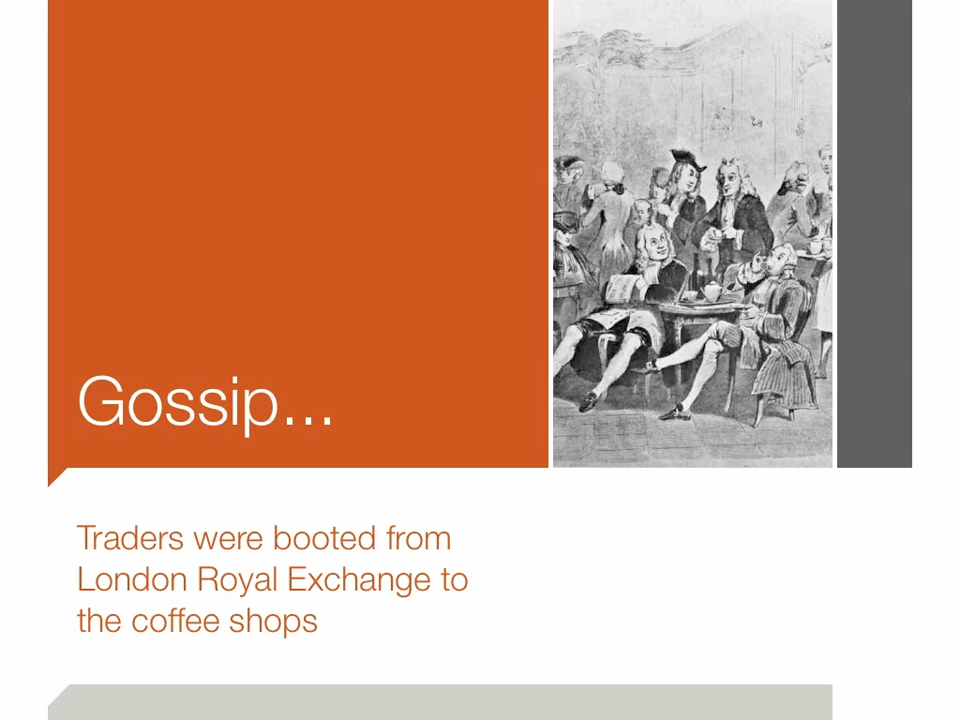 Gossip...
Traders were booted from
London Royal Exchange to
the coffee shops